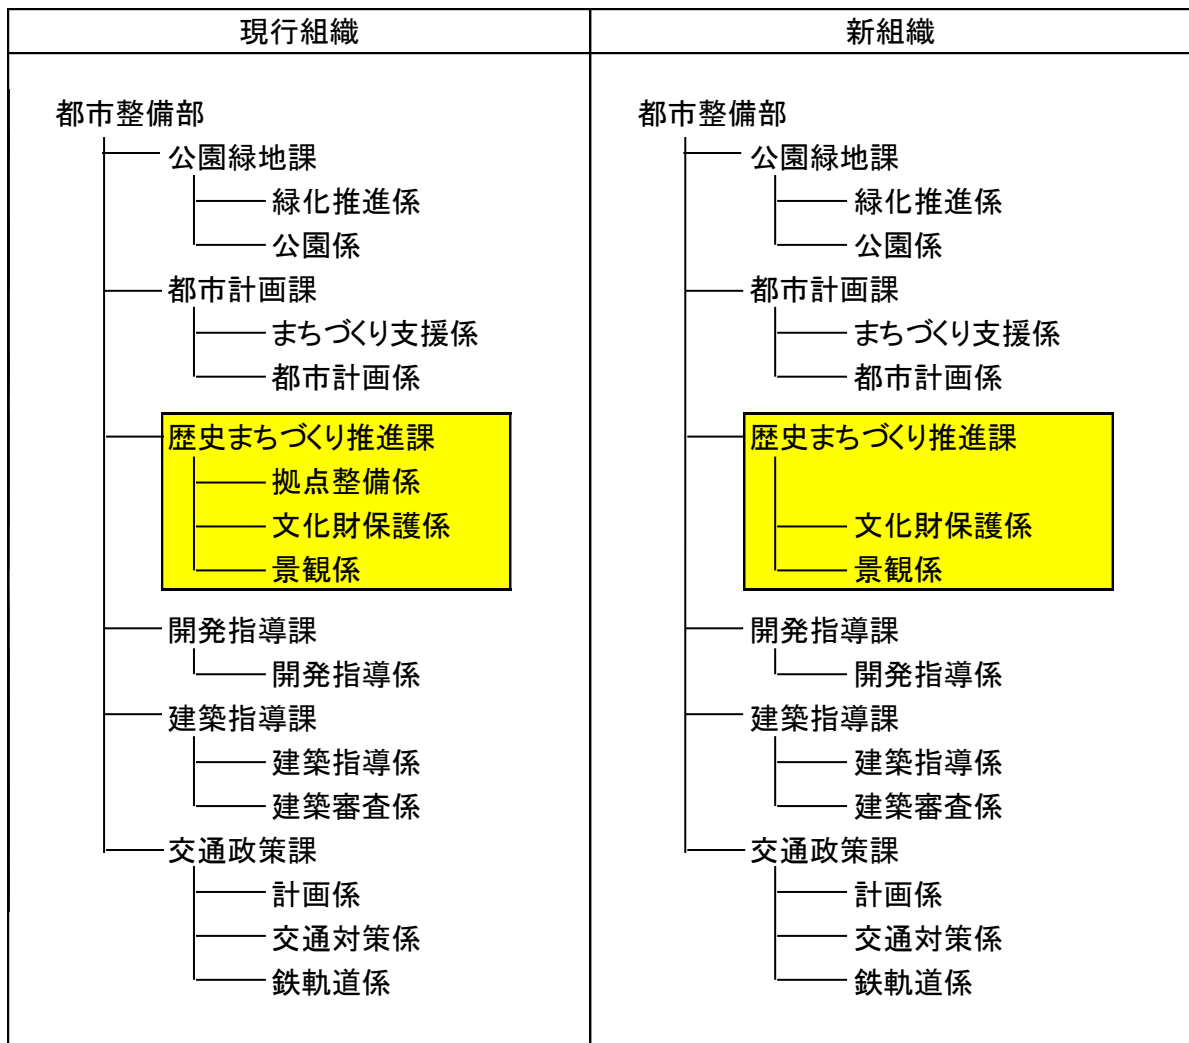 現行組織
都市整備部
公園緑地課
緑化推進係
公園係
都市計画課
まちづくり支援係
都市計画係
歴史まちづくり推進課
拠点整備係
文化財保護係
景観係
開発指導課
開発指導係
建築指導課
建築指導係
建築審査係
交通政策課
計画係
交通対策係
鉄軌道係
新組織
都市整備部
公園緑地課
緑化推進係
公園係
都市計画課
まちづくり支援係
都市計画係
歴史まちづくり推進課
文化財保護係
景観係
開発指導課
開発指導係
建築指導課
建築指導係
建築審査係
交通政策課
計画係
交通対策係
鉄軌道係